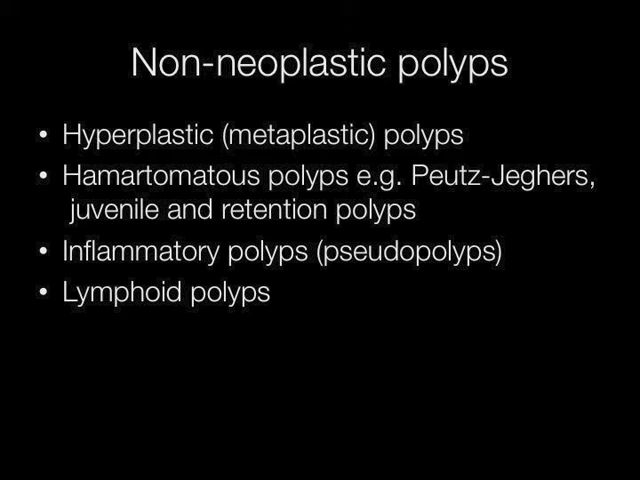 Non-neoplastic polyps
• Hyperplastic (metaplastic) polyps
• Hamartomatous polyps e.g. Peutz-Jeghers,
juvenile and retention polyps
• Inflammatory polyps (pseudopolyps)
• Lymphoid polyps